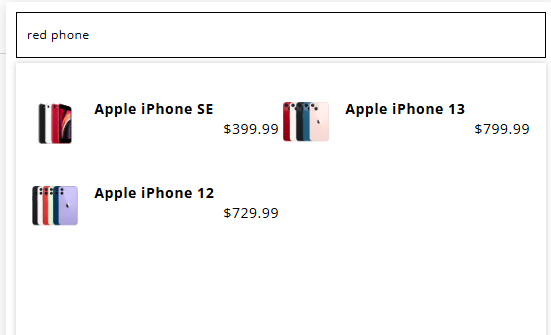 red phone
Apple iPhone SE
$399.99
Apple iPhone 13
$799.99
Apple iPhone 12
$729.99